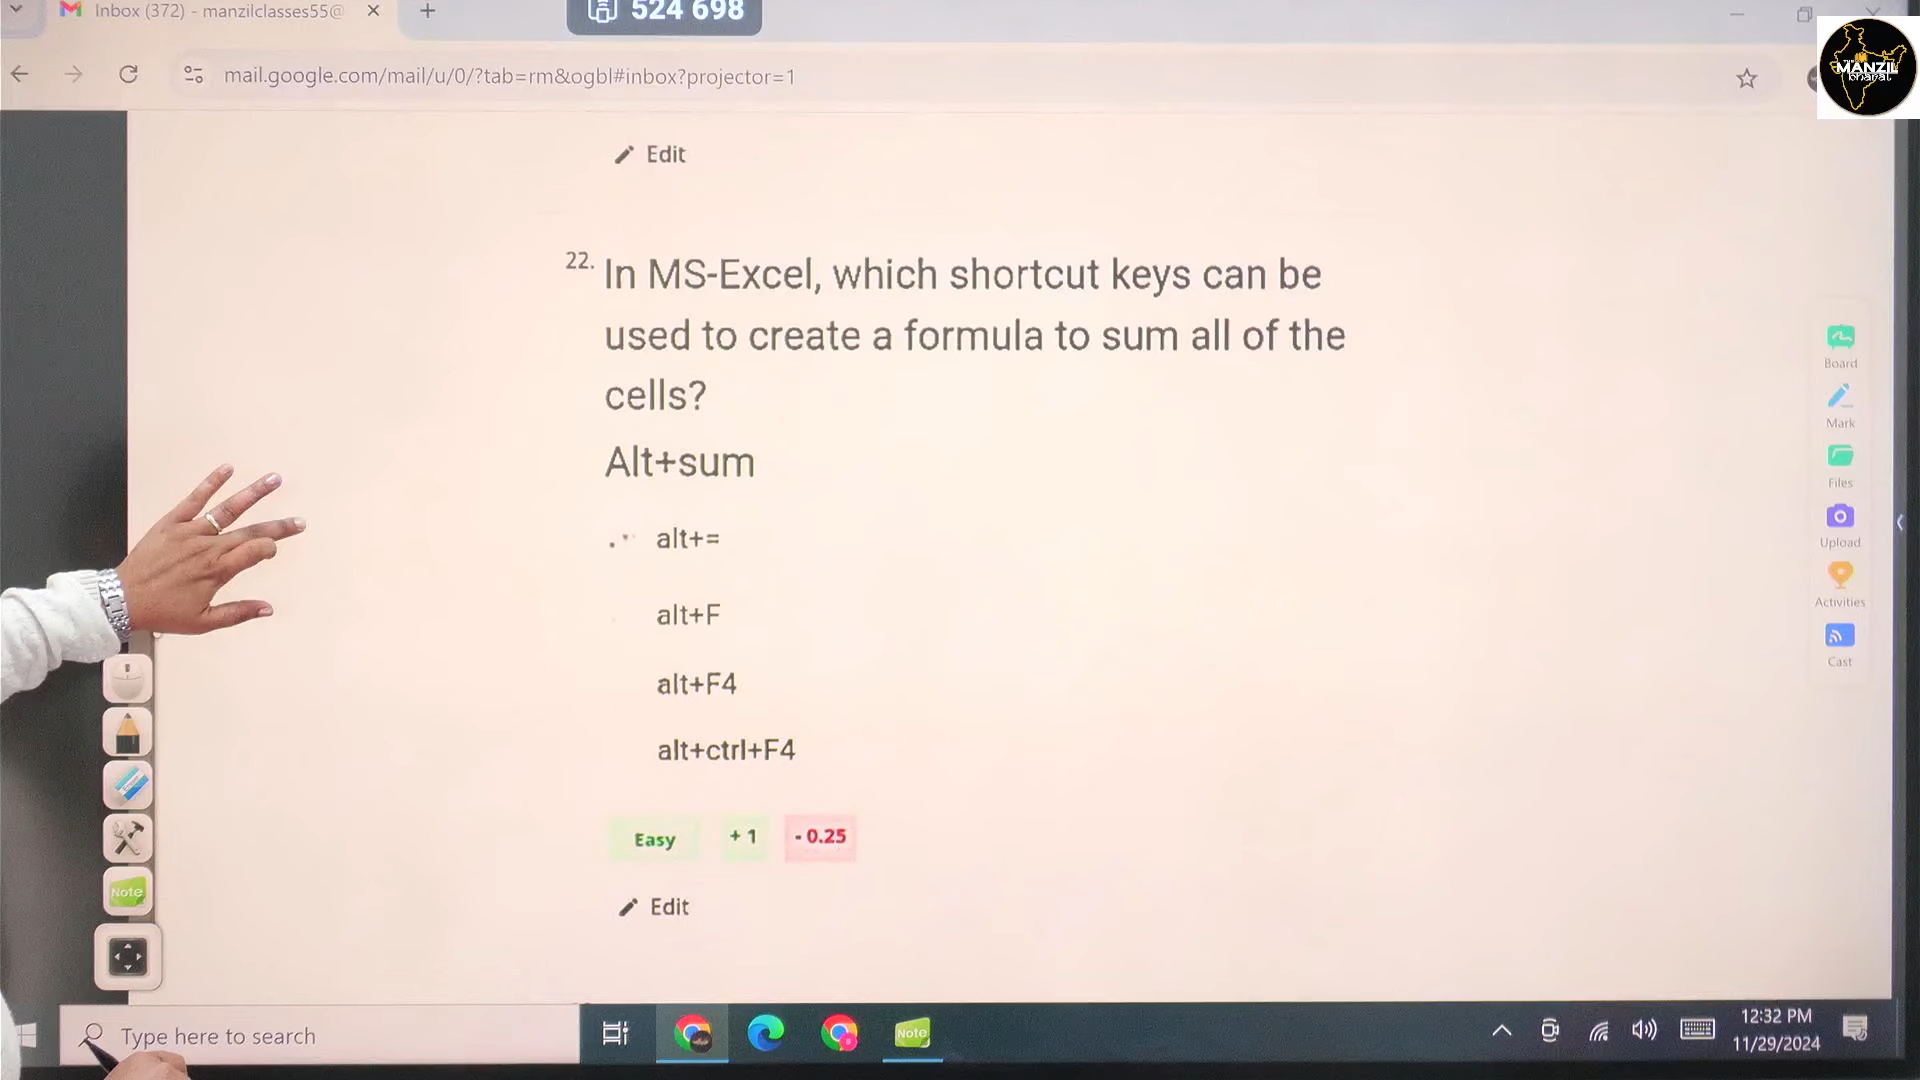 Inbox (372) - manzilclasses55@
524 698
mail.google.com/mail/u/0/?tab=rm&ogbl#inbox?projector=1
MANZIL
bharat
Edit
22. In MS-Excel, which shortcut keys can be
used to create a formula to sum all of the
cells?
Alt+sum
alt+=
alt+F
alt+F4
alt+ctrl+F4
Easy +1 - 0.25
Edit
Board
Mark
Files
Upload
Activities
Cast
Note
Type here to search
Note
12:32 PM
11/29/2024